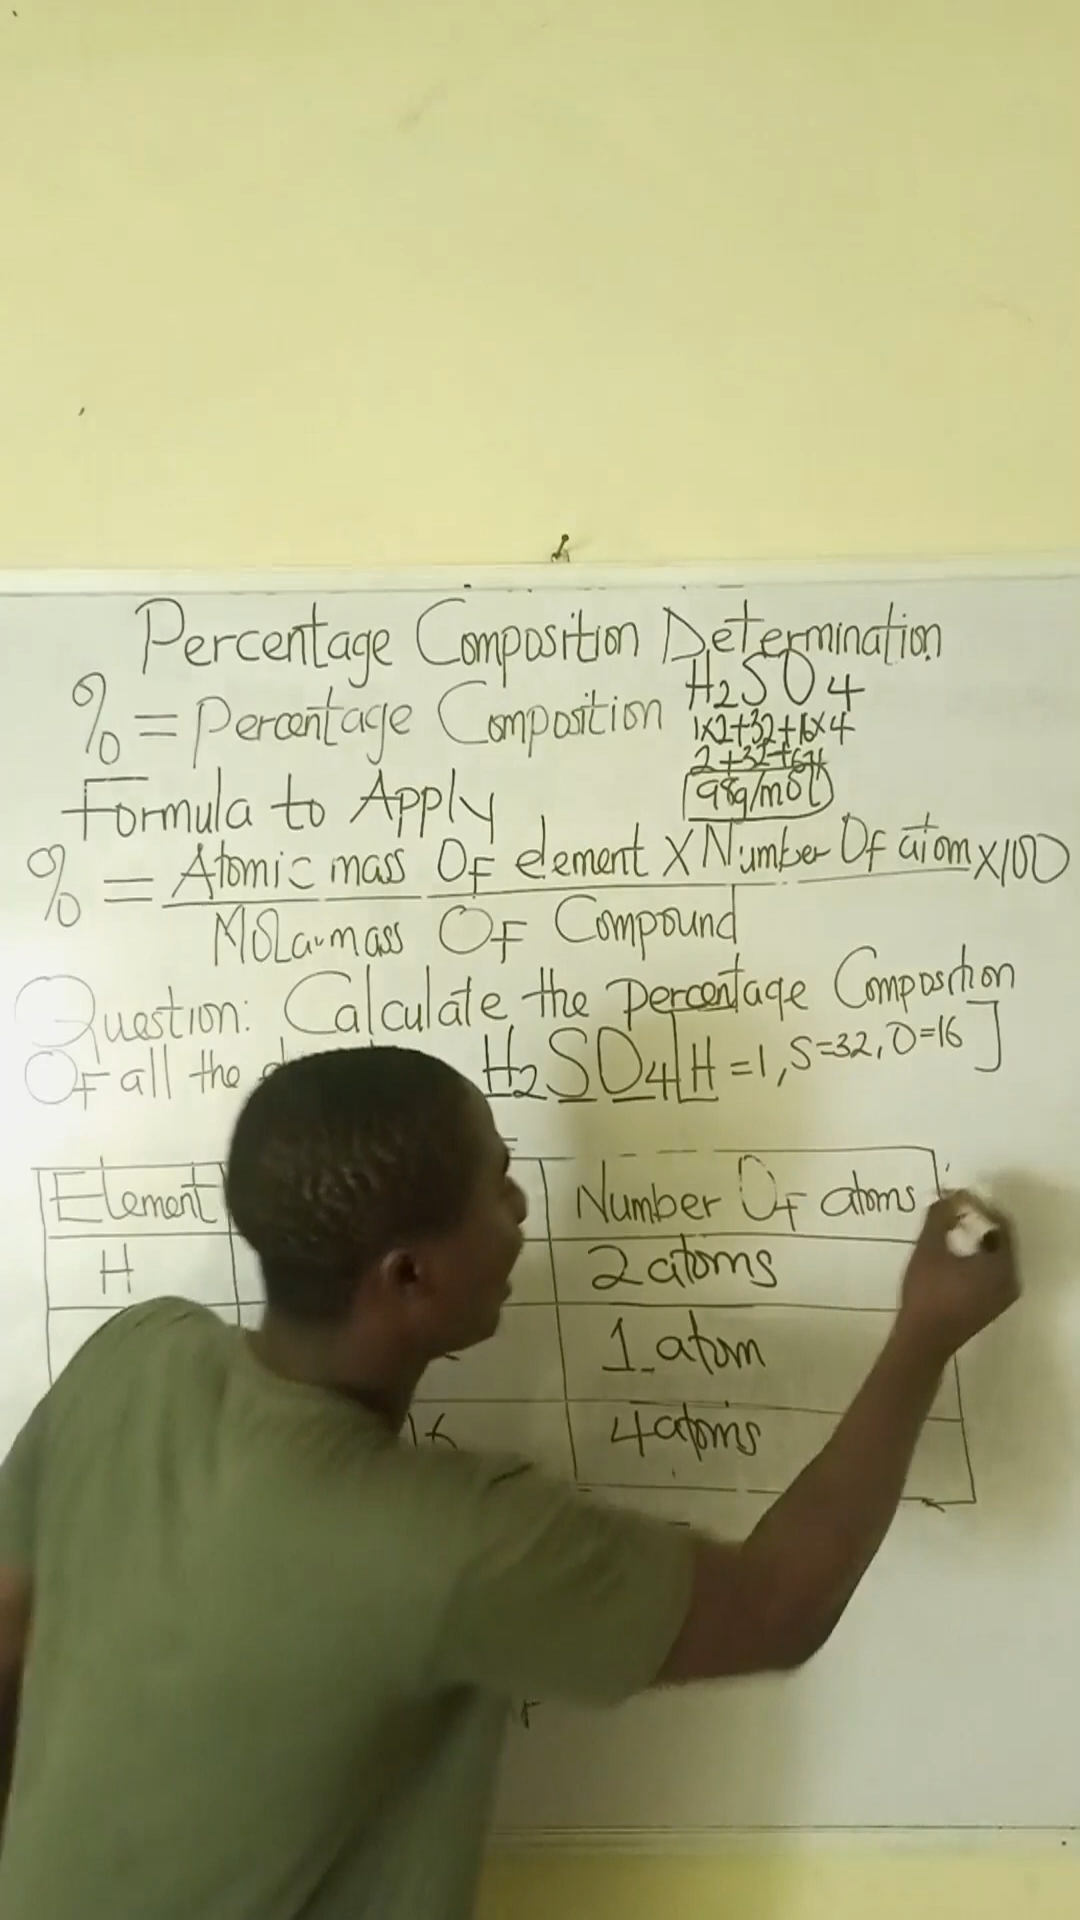 Percentage Composition Determination
% = Percentage Composition
H2SO4
1x2+32+16x4
2+32+64
98g/mol
Formula to Apply
% = Atomic mass Of element X Number Of atom X100
Molar mass Of Compound
Question: Calculate the Percentage Composition
Of all the H2SO4 [H=1, S=32, O=16]
Element Number Of atoms
H 2 atoms
1 atom
16 4 atoms